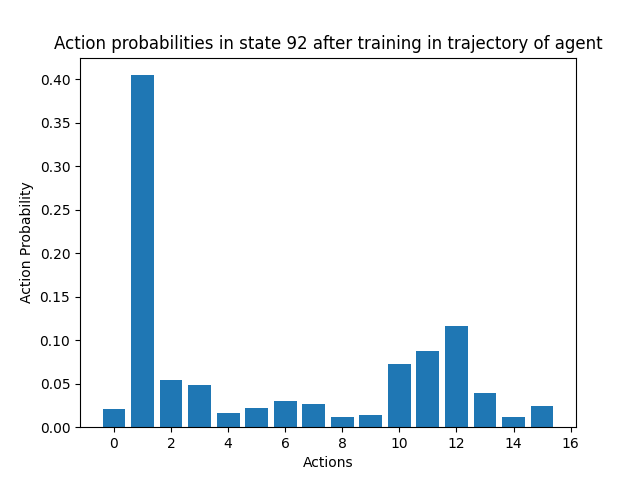 Action probabilities in state 92 after training in trajectory of agent
0.40
0.35
0.30
0.25
0.20
0.15
0.10
0.05
0.00
Action Probability
0 2 4 6 8 10 12 14 16
Actions